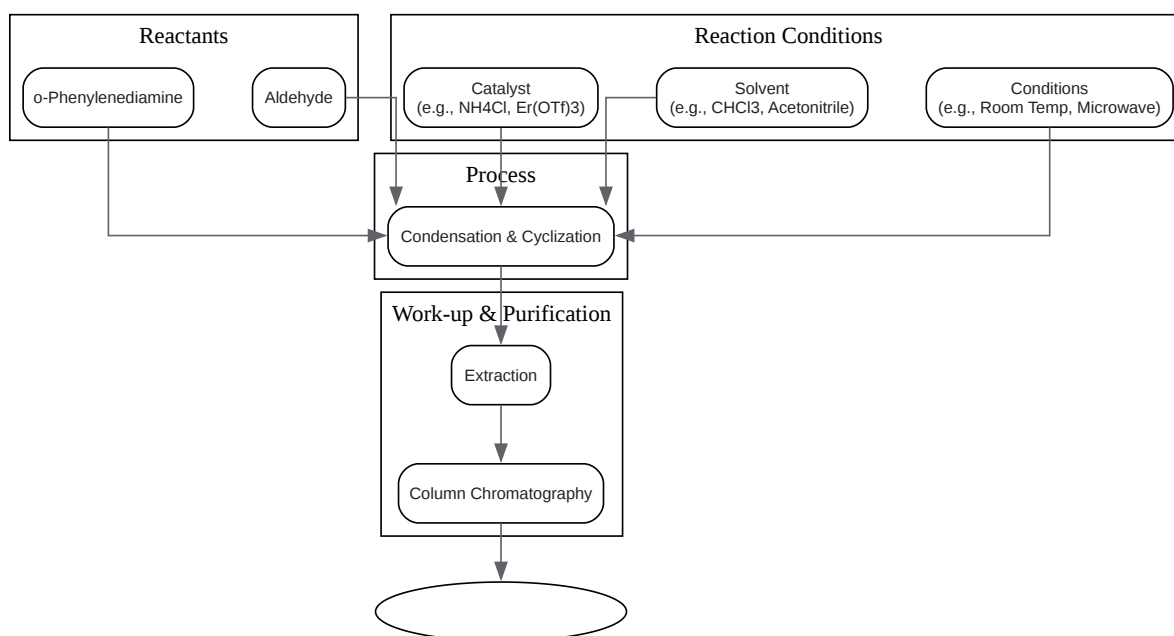 Reactants
Reaction Conditions
o-Phenylenediamine
Aldehyde
Catalyst
(e.g., NH4Cl, Er(OTf)3)
Solvent
(e.g., CHCl3, Acetonitrile)
Conditions
(e.g., Room Temp, Microwave)
Process
Condensation & Cyclization
Work-up & Purification
Extraction
Column Chromatography